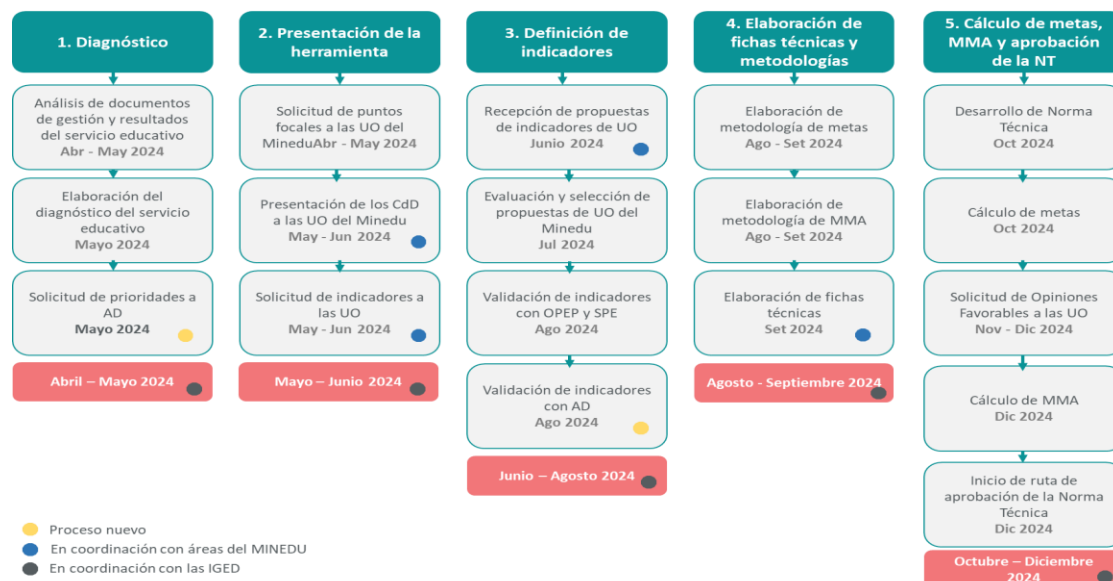 1. Diagnóstico
Análisis de documentos
de gestión y resultados
del servicio educativo
Abr - May 2024
Elaboración del
diagnóstico del servicio
educativo
Mayo 2024
Solicitud de prioridades a
AD
Mayo 2024
Abril – Mayo 2024
2. Presentación de la
herramienta
Solicitud de puntos
focales a las UO del
MineduAbr - May 2024
Presentación de los CdD
a las UO del Minedu
May - Jun 2024
Solicitud de indicadores a
las UO
May - Jun 2024
Mayo – Junio 2024
3. Definición de
indicadores
Recepción de propuestas
de indicadores de UO
Junio 2024
Evaluación y selección de
propuestas de UO del
Minedu
Jul 2024
Validación de indicadores
con OPEP y SPE
Ago 2024
Validación de indicadores
con AD
Ago 2024
Junio – Agosto 2024
4. Elaboración de
fichas técnicas y
metodologías
Elaboración de
metodología de metas
Ago - Set 2024
Elaboración de
metodología de MMA
Ago - Set 2024
Elaboración de fichas
técnicas
Set 2024
Agosto - Septiembre 2024
5. Cálculo de metas,
MMA y aprobación
de la NT
Desarrollo de Norma
Técnica
Oct 2024
Cálculo de metas
Oct 2024
Solicitud de Opiniones
Favorables a las UO
Nov - Dic 2024
Cálculo de MMA
Dic 2024
Inicio de ruta de
aprobación de la Norma
Técnica
Dic 2024
Octubre – Diciembre
2024
Proceso nuevo
En coordinación con áreas del MINEDU
En coordinación con las IGED